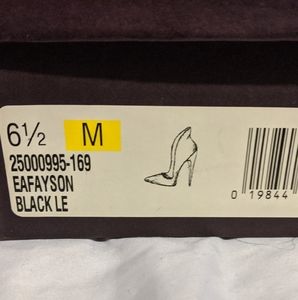 6½ M
25000995-169
EAFAYSON
BLACK LE
0 19844